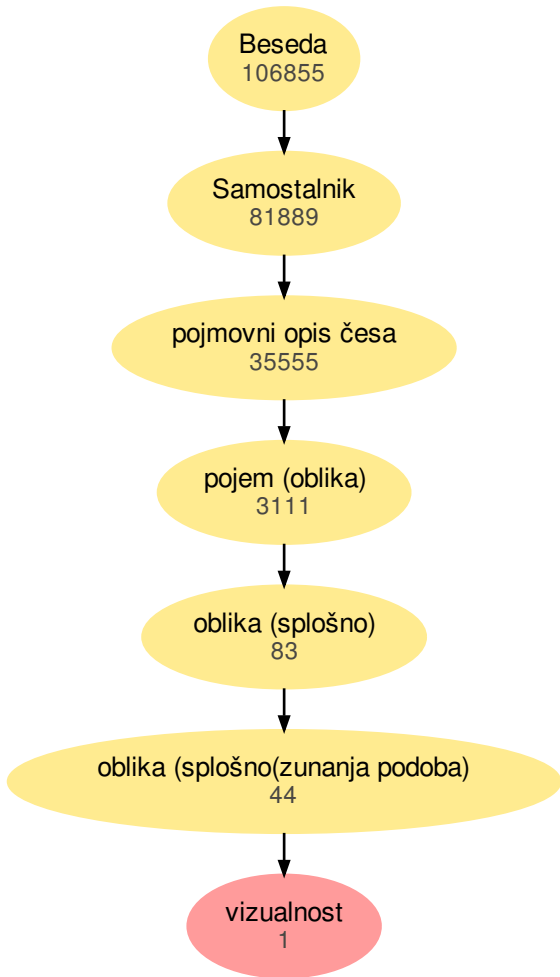 Beseda
106855
Samostalnik
81889
pojmovni opis česa
35555
pojem (oblika)
3111
oblika (splošno)
83
oblika (splošno(zunanja podoba)
44
vizualnost
1